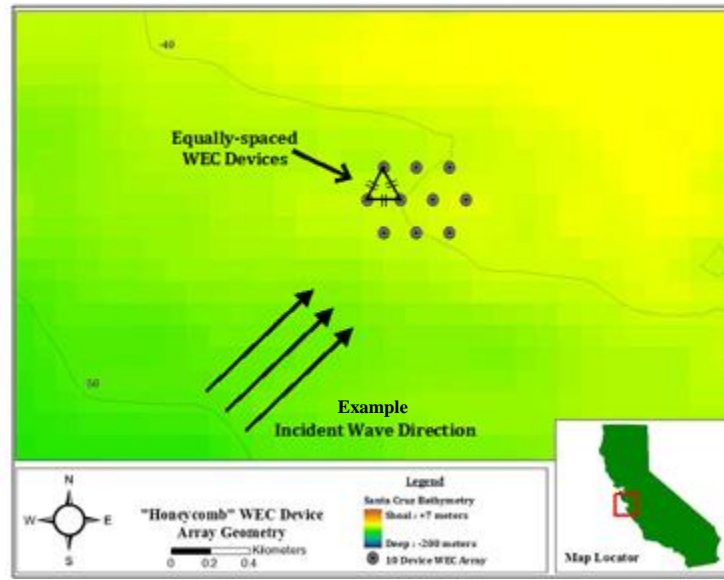 -40
Equally-spaced
WEC Devices
50
Example
Incident Wave Direction
N
W
E
S
"Honeycomb" WEC Device
Array Geometry
Kilometers
0 0.2 0.4
Legend
Santa Cruz Bathymetry
Shoal : +7 meters
Deep : -200 meters
10 Device WEC Array
Map Locator